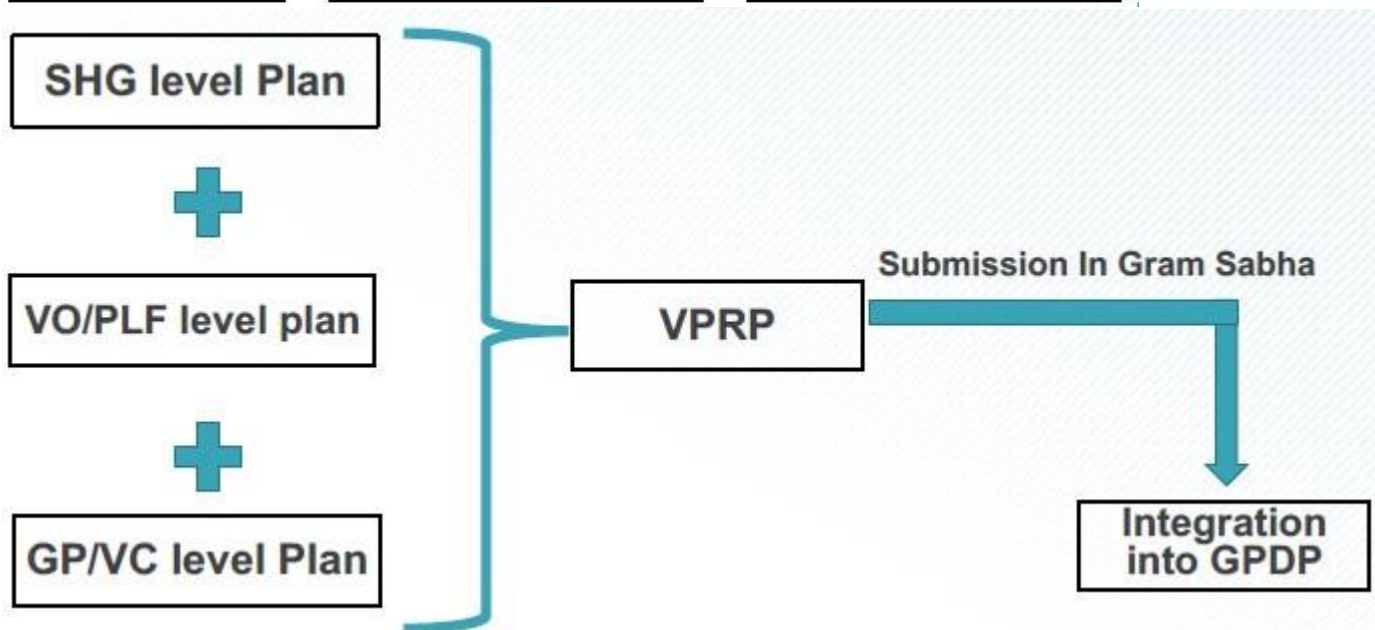 SHG level Plan
VO/PLF level plan
GP/VC level Plan
VPRP
Submission In Gram Sabha
Integration
into GPDP